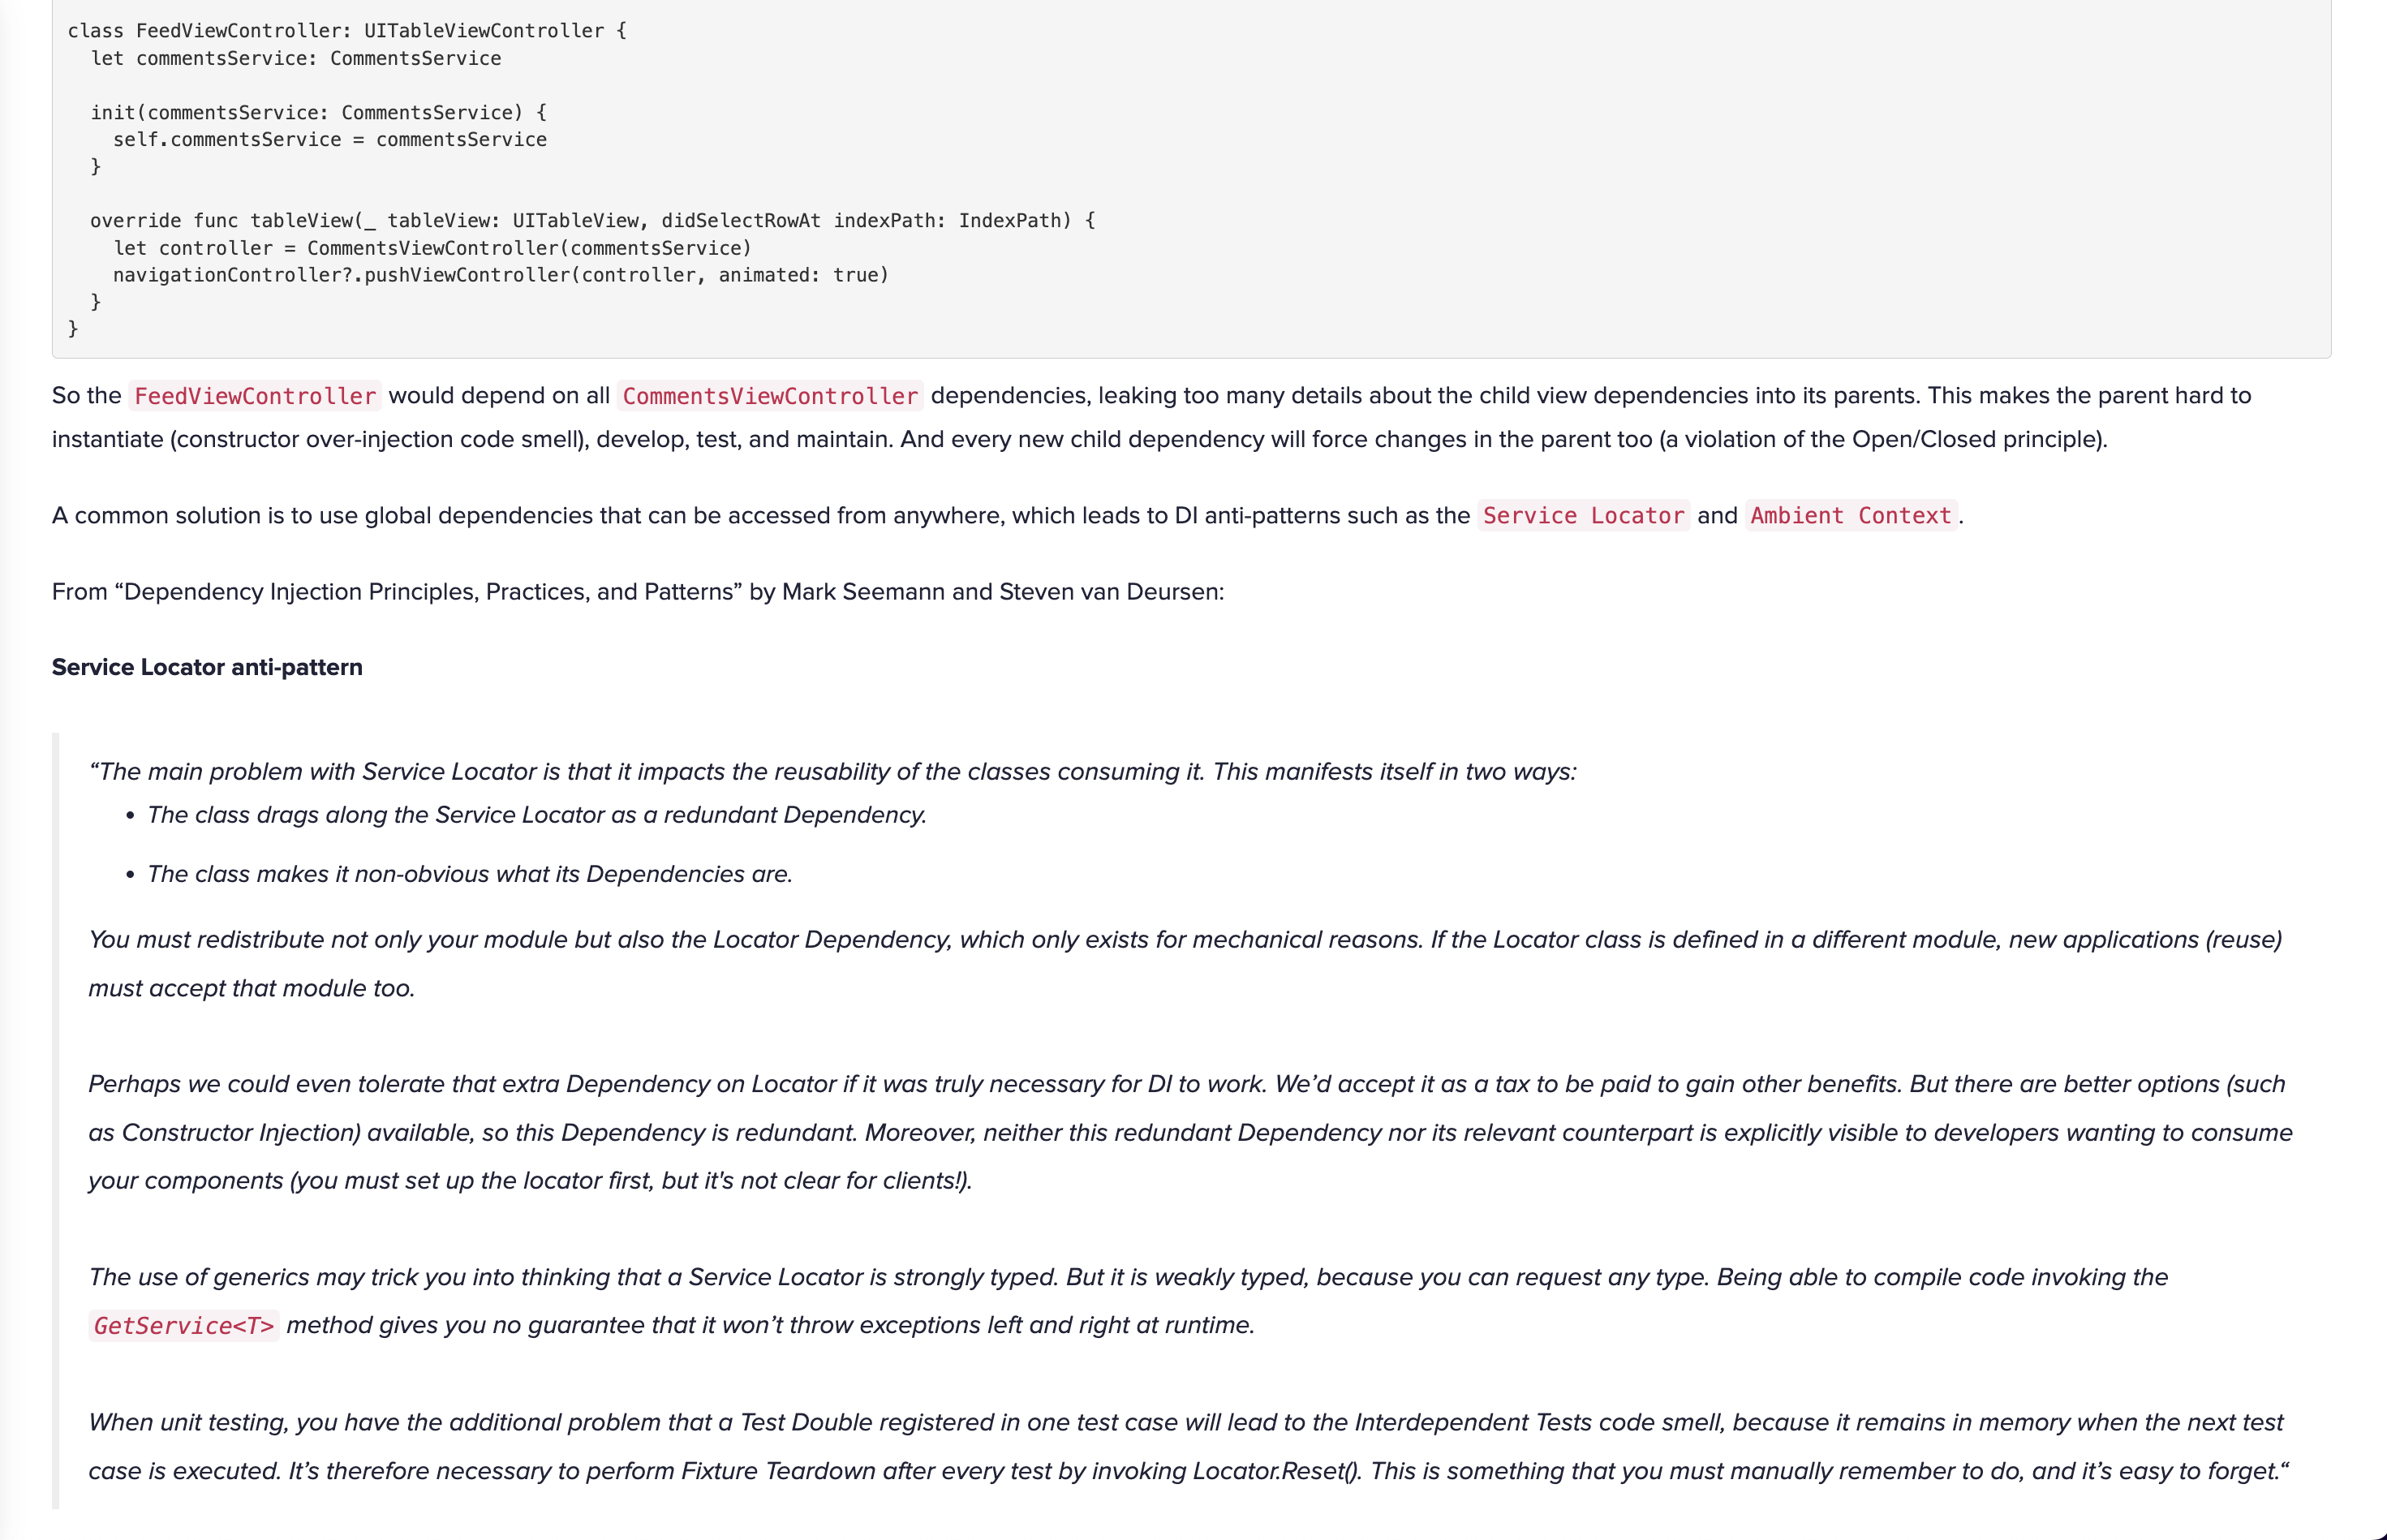 class FeedViewController: UITableViewController {
  let commentsService: CommentsService

  init(commentsService: CommentsService) {
    self.commentsService = commentsService
  }

  override func tableView(_ tableView: UITableView, didSelectRowAt indexPath: IndexPath) {
    let controller = CommentsViewController(commentsService)
    navigationController?.pushViewController(controller, animated: true)
  }
}
So the FeedViewController would depend on all CommentsViewController dependencies, leaking too many details about the child view dependencies into its parents. This makes the parent hard to
instantiate (constructor over-injection code smell), develop, test, and maintain. And every new child dependency will force changes in the parent too (a violation of the Open/Closed principle).
A common solution is to use global dependencies that can be accessed from anywhere, which leads to DI anti-patterns such as the Service Locator and Ambient Context.
From “Dependency Injection Principles, Practices, and Patterns” by Mark Seemann and Steven van Deursen:
Service Locator anti-pattern
“The main problem with Service Locator is that it impacts the reusability of the classes consuming it. This manifests itself in two ways:
• The class drags along the Service Locator as a redundant Dependency.
• The class makes it non-obvious what its Dependencies are.
You must redistribute not only your module but also the Locator Dependency, which only exists for mechanical reasons. If the Locator class is defined in a different module, new applications (reuse)
must accept that module too.
Perhaps we could even tolerate that extra Dependency on Locator if it was truly necessary for DI to work. We’d accept it as a tax to be paid to gain other benefits. But there are better options (such
as Constructor Injection) available, so this Dependency is redundant. Moreover, neither this redundant Dependency nor its relevant counterpart is explicitly visible to developers wanting to consume
your components (you must set up the locator first, but it's not clear for clients!).
The use of generics may trick you into thinking that a Service Locator is strongly typed. But it is weakly typed, because you can request any type. Being able to compile code invoking the
GetService<T> method gives you no guarantee that it won’t throw exceptions left and right at runtime.
When unit testing, you have the additional problem that a Test Double registered in one test case will lead to the Interdependent Tests code smell, because it remains in memory when the next test
case is executed. It’s therefore necessary to perform Fixture Teardown after every test by invoking Locator.Reset(). This is something that you must manually remember to do, and it’s easy to forget.“